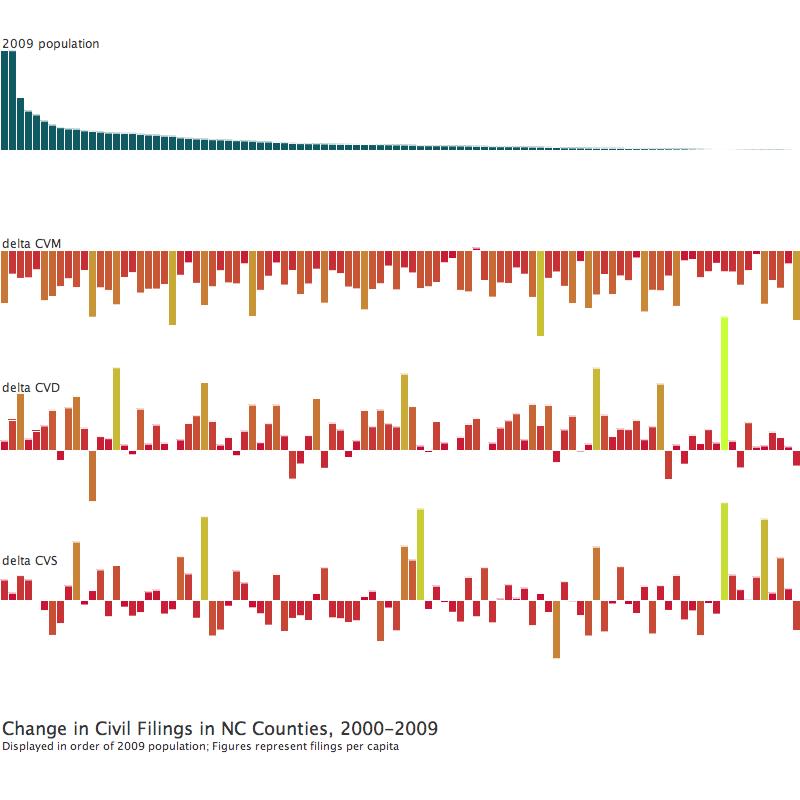 2009 population
delta CVM
delta CVD
delta CVS
Change in Civil Filings in NC Counties, 2000-2009
Displayed in order of 2009 population; Figures represent filings per capita